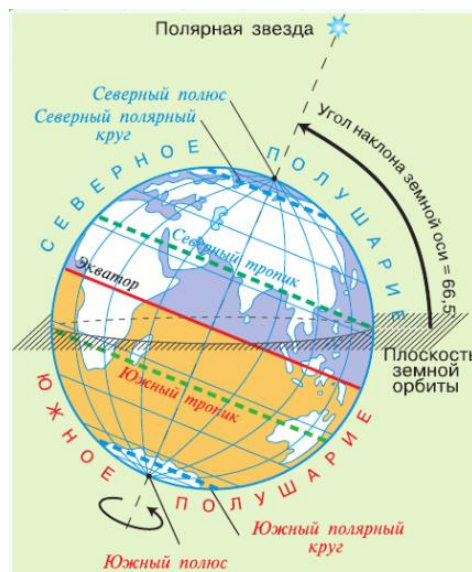 Полярная звезда
Северный полюс
Северный полярный
круг
Угол наклона земной оси = 66,5°
СЕВЕРНОЕ ПОЛУШАРИЕ
Северный тропик
Экватор
Плоскость
земной
орбиты
Южный тропик
ЮЖНОЕ ПОЛУШАРИЕ
Южный полярный
круг
Южный полюс